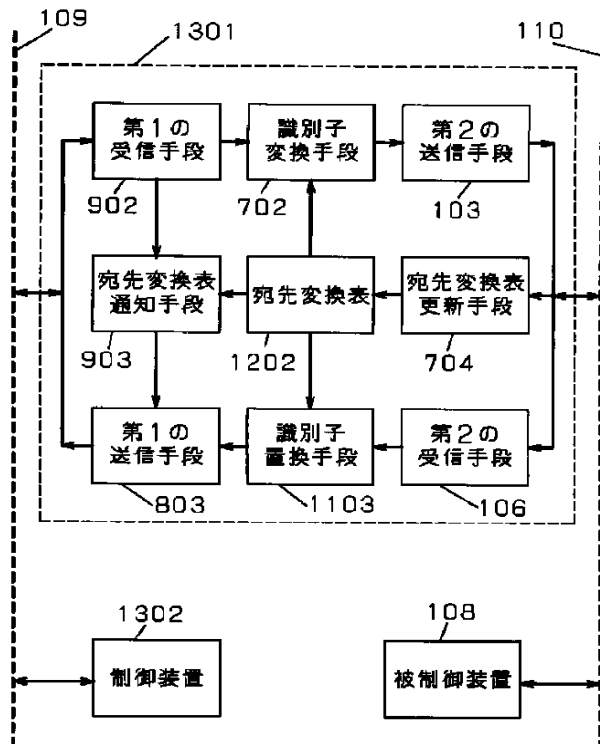 109
1301
110
第1の
受信手段
902
識別子
変換手段
702
第2の
送信手段
103
宛先変換表
通知手段
903
宛先変換表
1202
宛先変換表
更新手段
704
第1の
送信手段
803
識別子
置換手段
1103
第2の
受信手段
106
1302
制御装置
108
被制御装置